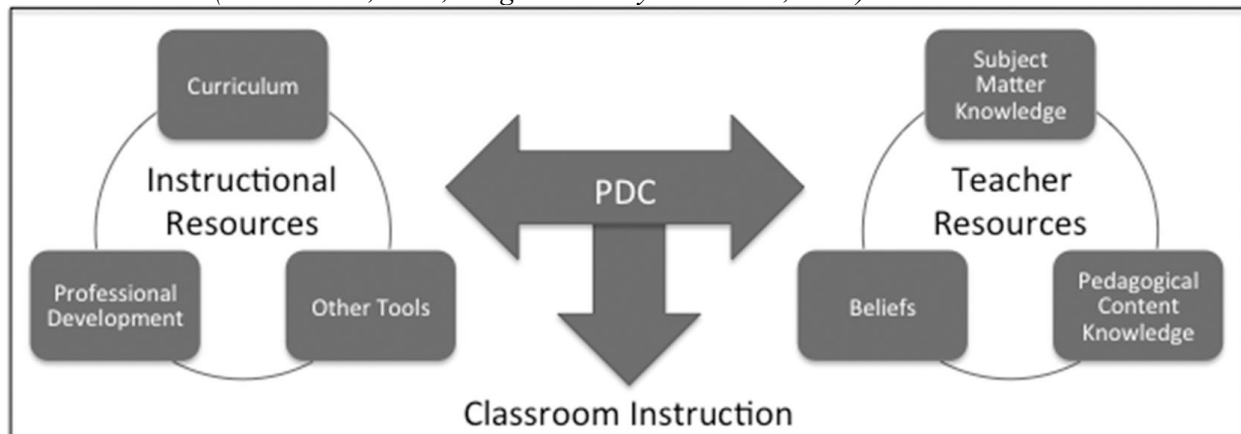 Curriculum
Instructional
Resources
Professional
Development
Other Tools
PDC
Classroom Instruction
Subject
Matter
Knowledge
Teacher
Resources
Beliefs
Pedagogical
Content
Knowledge